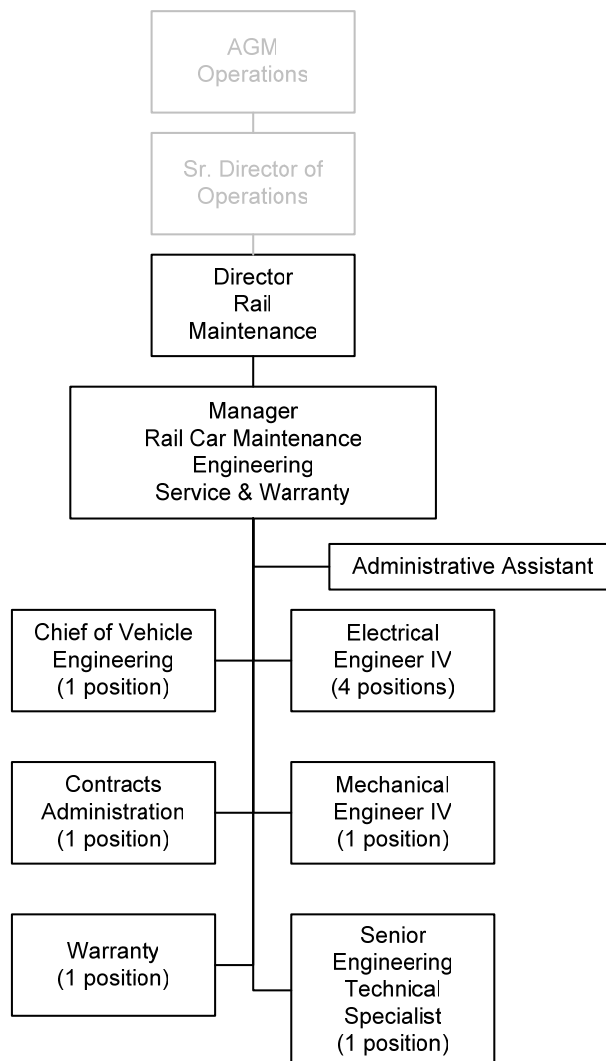 AGM
Operations
Sr. Director of
Operations
Director
Rail
Maintenance
Manager
Rail Car Maintenance
Engineering
Service & Warranty
Administrative Assistant
Chief of Vehicle
Engineering
(1 position)
Electrical
Engineer IV
(4 positions)
Contracts
Administration
(1 position)
Mechanical
Engineer IV
(1 position)
Warranty
(1 position)
Senior
Engineering
Technical
Specialist
(1 position)